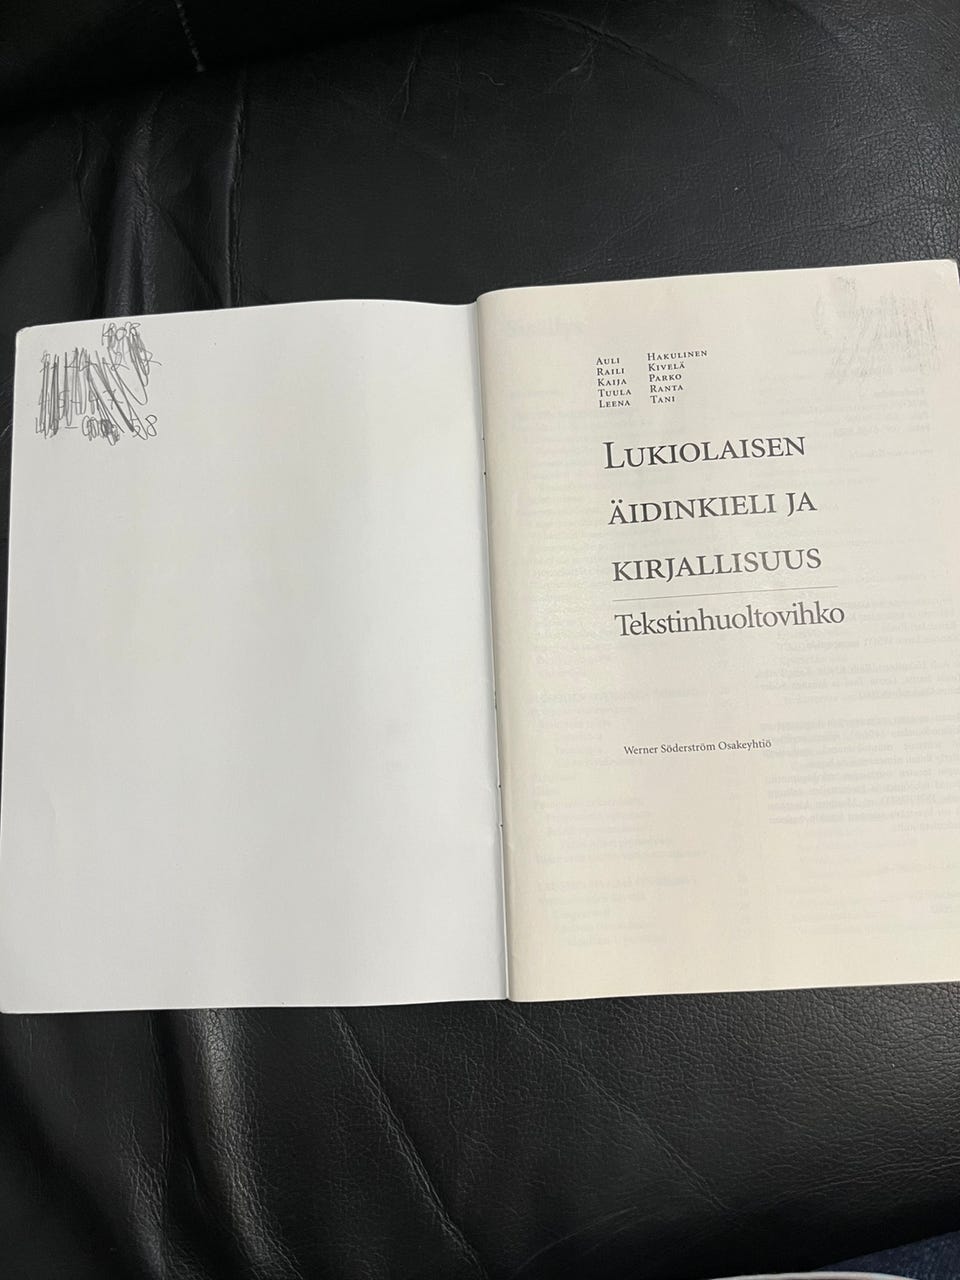 AULI HAKULINEN
RAILI KIVELÄ
KAIJA PARKO
TUULA RANTA
LEENA TANI
LUKIOLAISEN
ÄIDINKIELI JA
KIRJALLISUUS
Tekstinhuoltovihko
Werner Söderström Osakeyhtiö